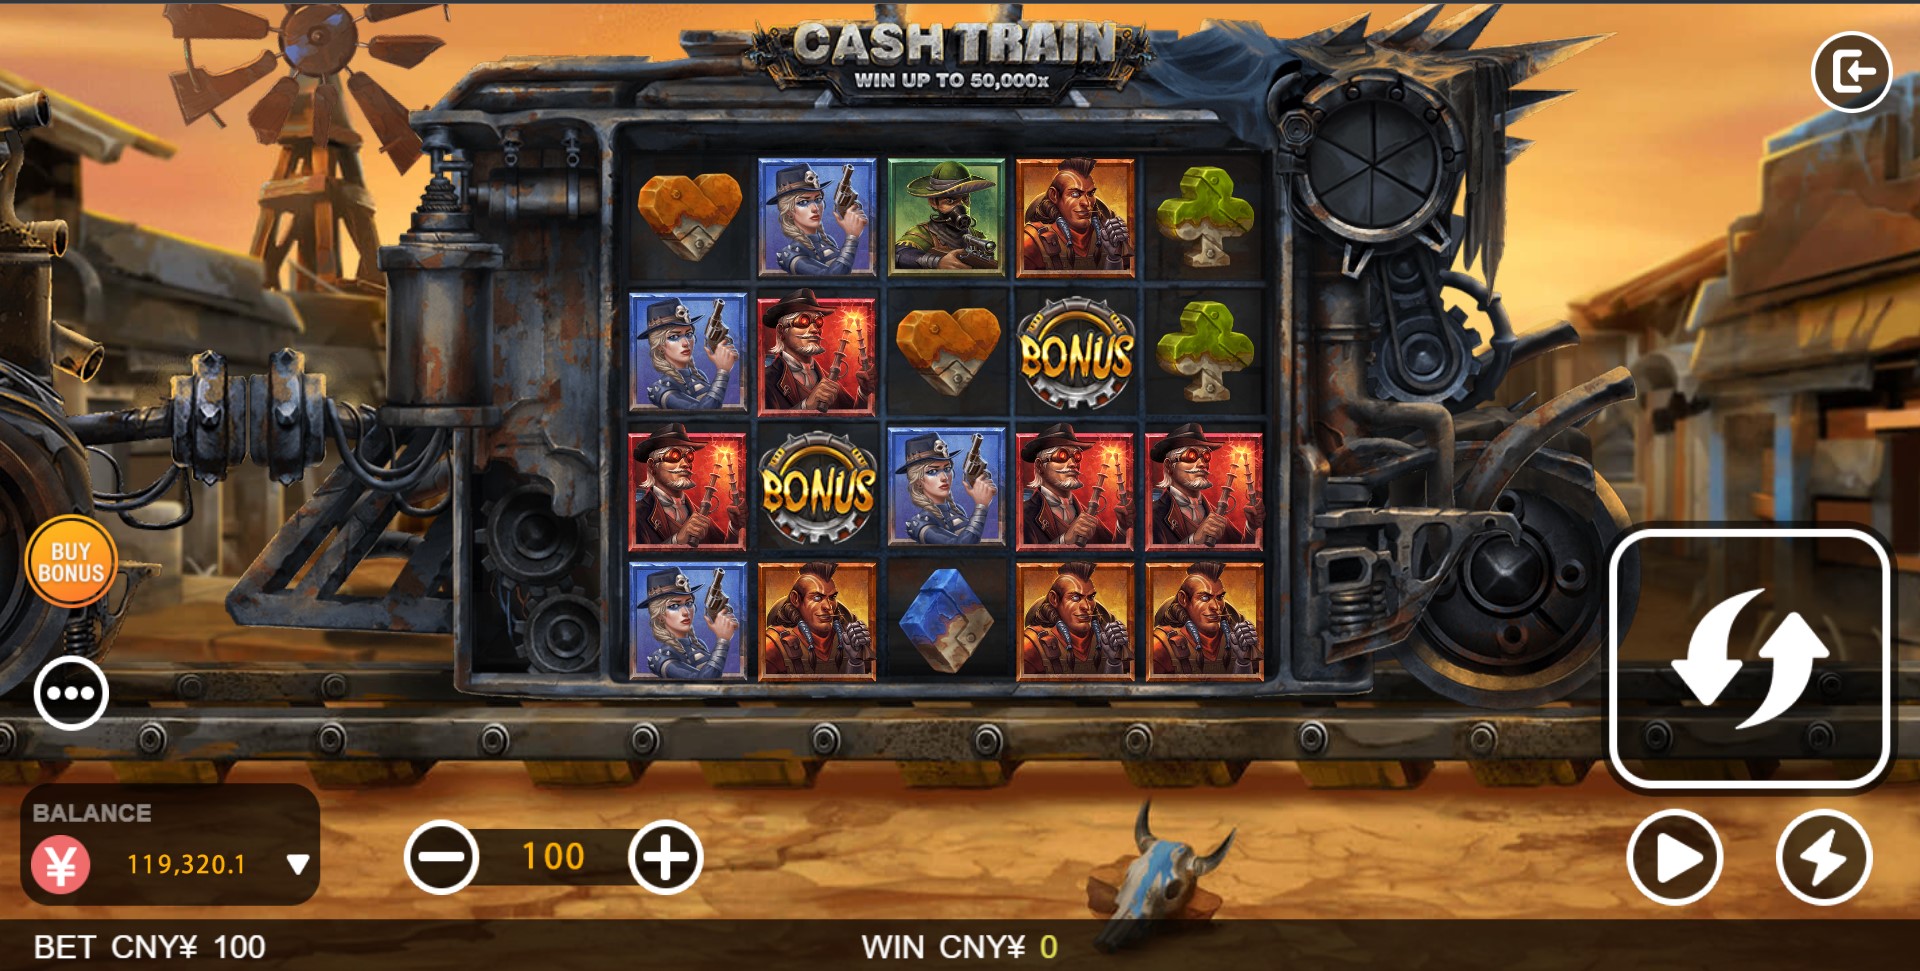 CASH TRAIN
WIN UP TO 50,000x
BONUS
BONUS
BUY
BONUS
BALANCE
¥ 119,320.1
100
BET CNY¥ 100
WIN CNY¥ 0